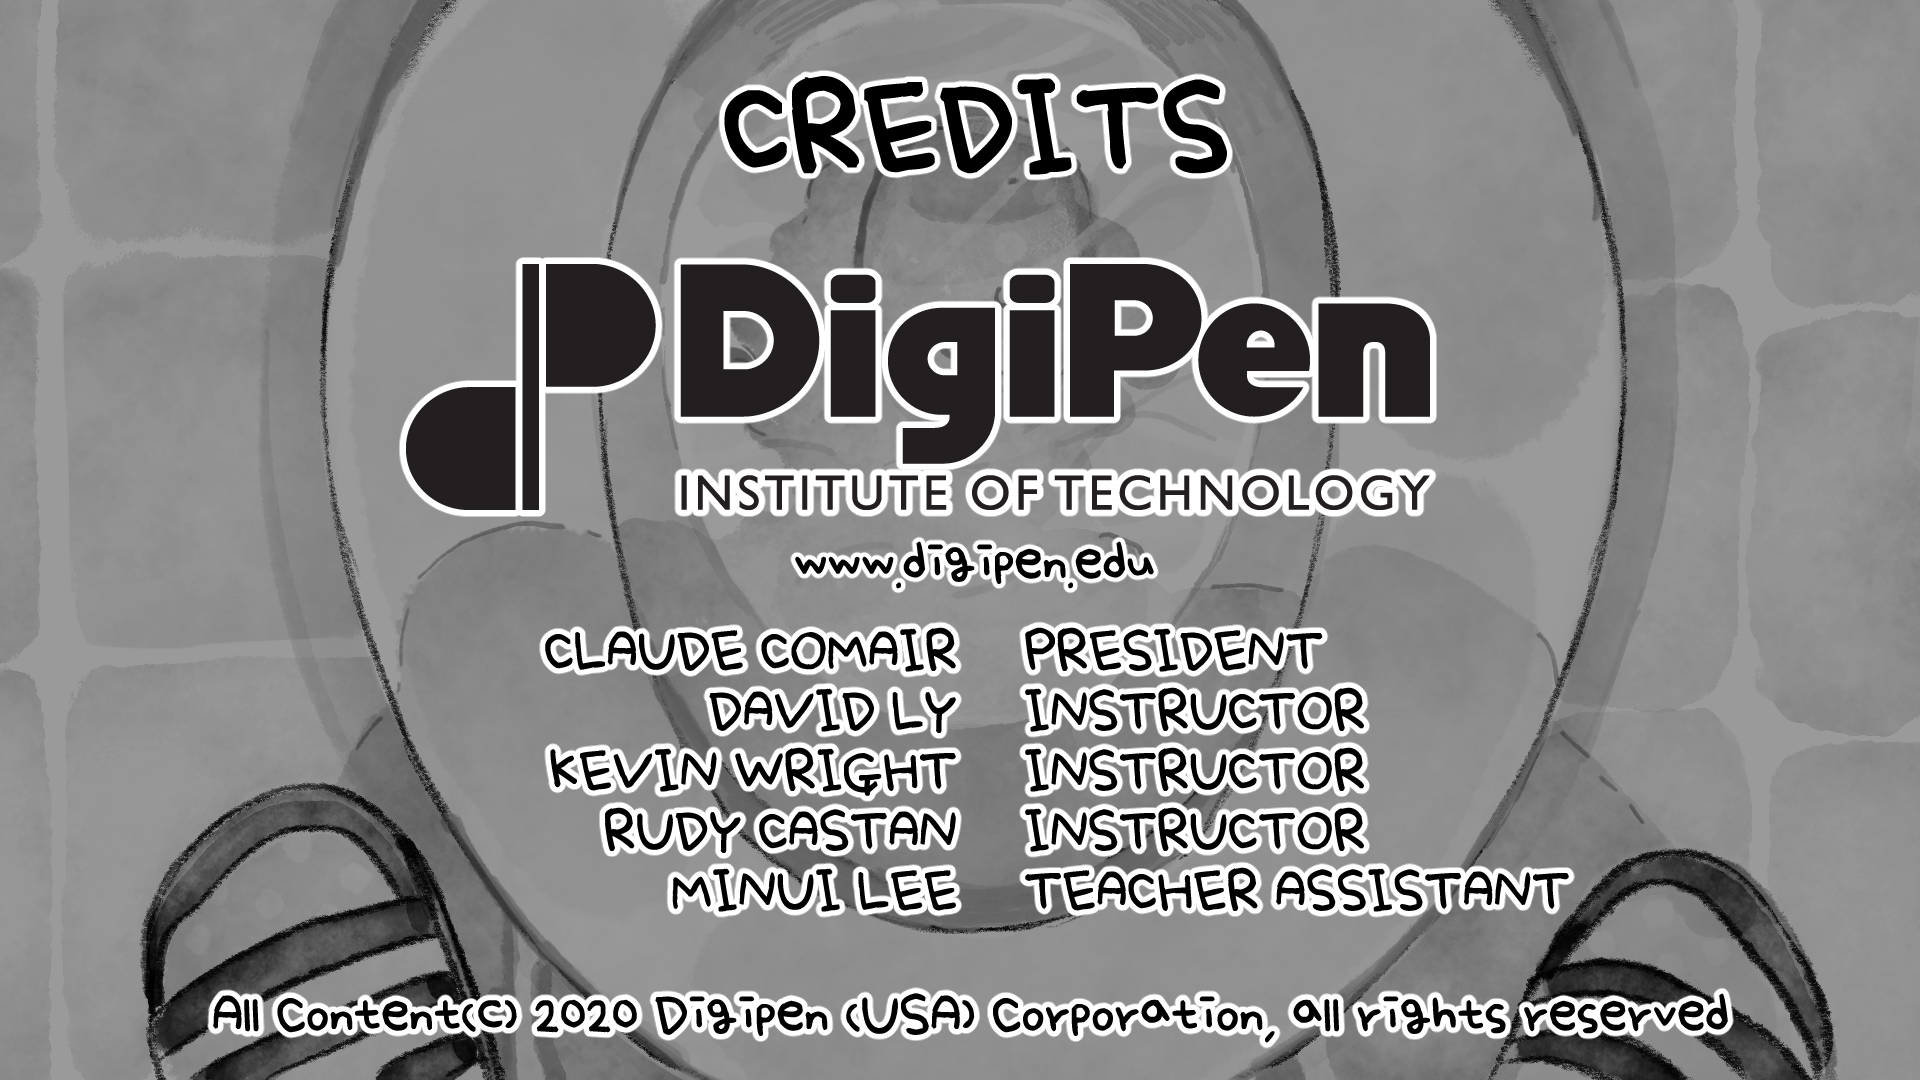 CREDITS
DigiPen
INSTITUTE OF TECHNOLOGY
www.digipen.edu
CLAUDE COMAIR PRESIDENT
DAVID LY INSTRUCTOR
KEVIN WRIGHT INSTRUCTOR
RUDY CASTAN INSTRUCTOR
MINUI LEE TEACHER ASSISTANT
All Content(c) 2020 Digipen (USA) Corporation, all rights reserved